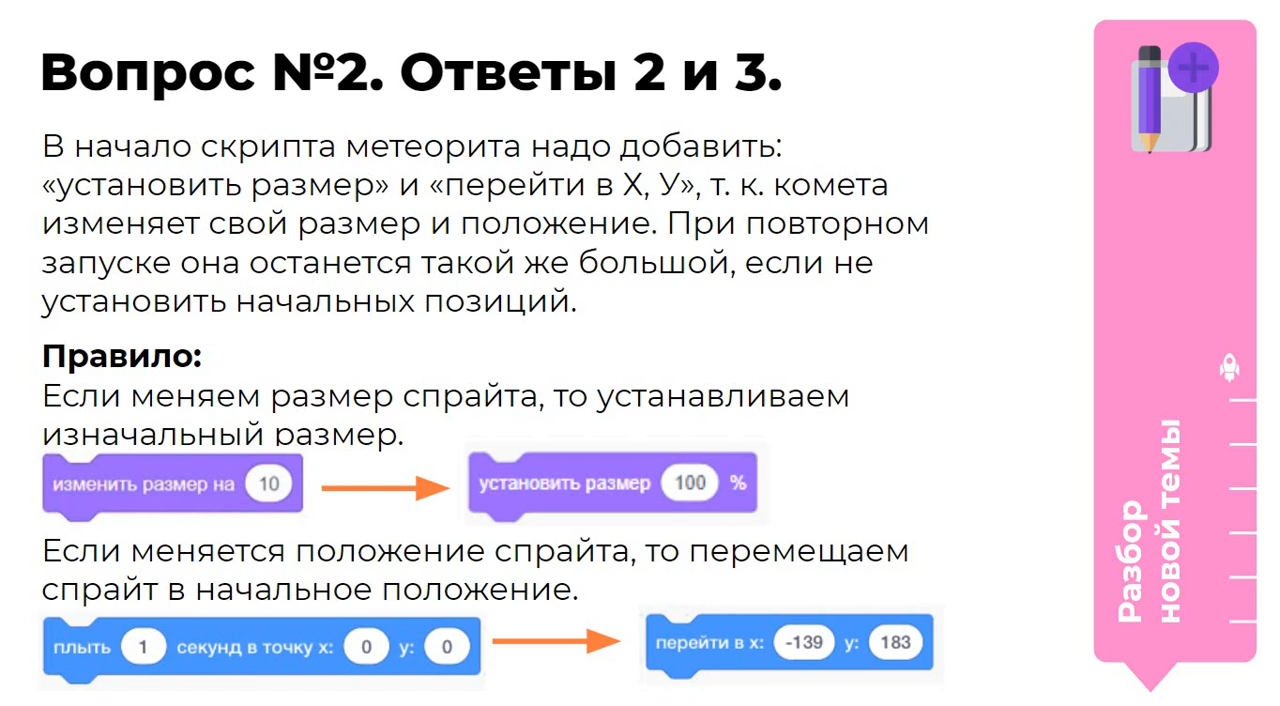 Вопрос №2. Ответы 2 и 3.
В начало скрипта метеорита надо добавить:
«установить размер» и «перейти в X, У», т. к. комета
изменяет свой размер и положение. При повторном
запуске она останется такой же большой, если не
установить начальных позиций.
Правило:
Если меняем размер спрайта, то устанавливаем
изначальный размер.
изменить размер на 10
установить размер 100 %
Если меняется положение спрайта, то перемещаем
спрайт в начальное положение.
плыть 1 секунд в точку x: 0 y: 0
перейти в x: -139 y: 183
Разбор
новой темы